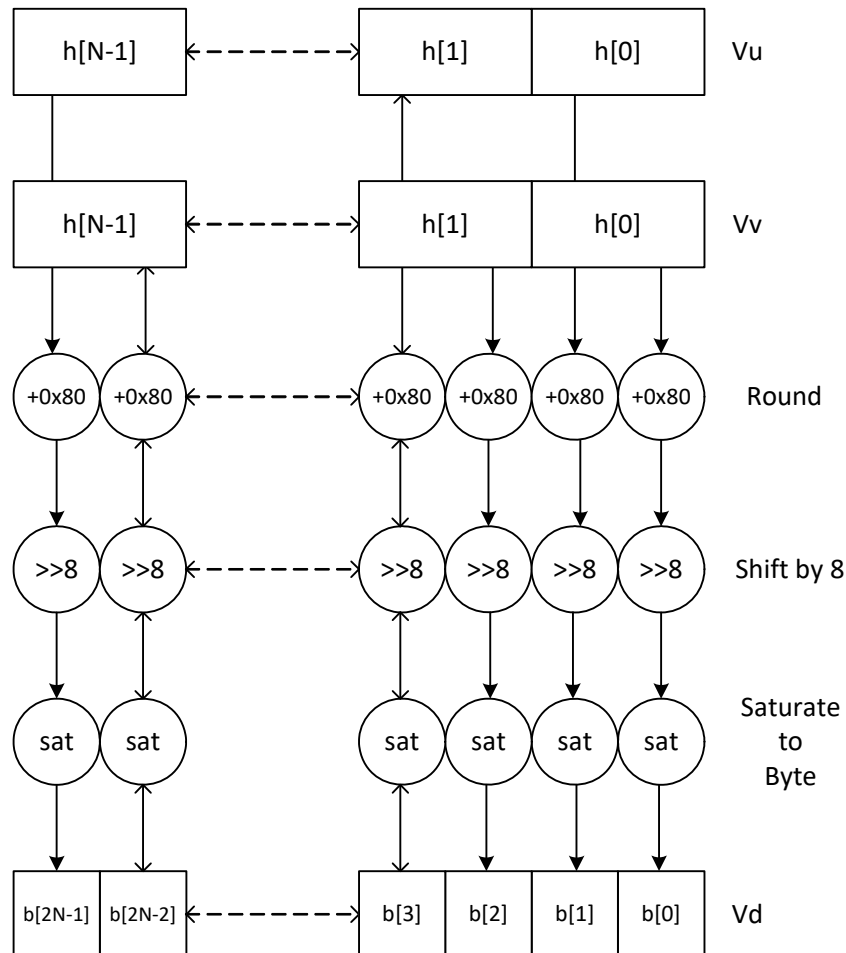 h[N-1] h[1] h[0] Vu
h[N-1] h[1] h[0] Vv
+0x80 +0x80 +0x80 +0x80 +0x80 +0x80 Round
>>8 >>8 >>8 >>8 >>8 >>8 Shift by 8
sat sat sat sat sat sat Saturate
to
Byte
b[2N-1] b[2N-2] b[3] b[2] b[1] b[0] Vd